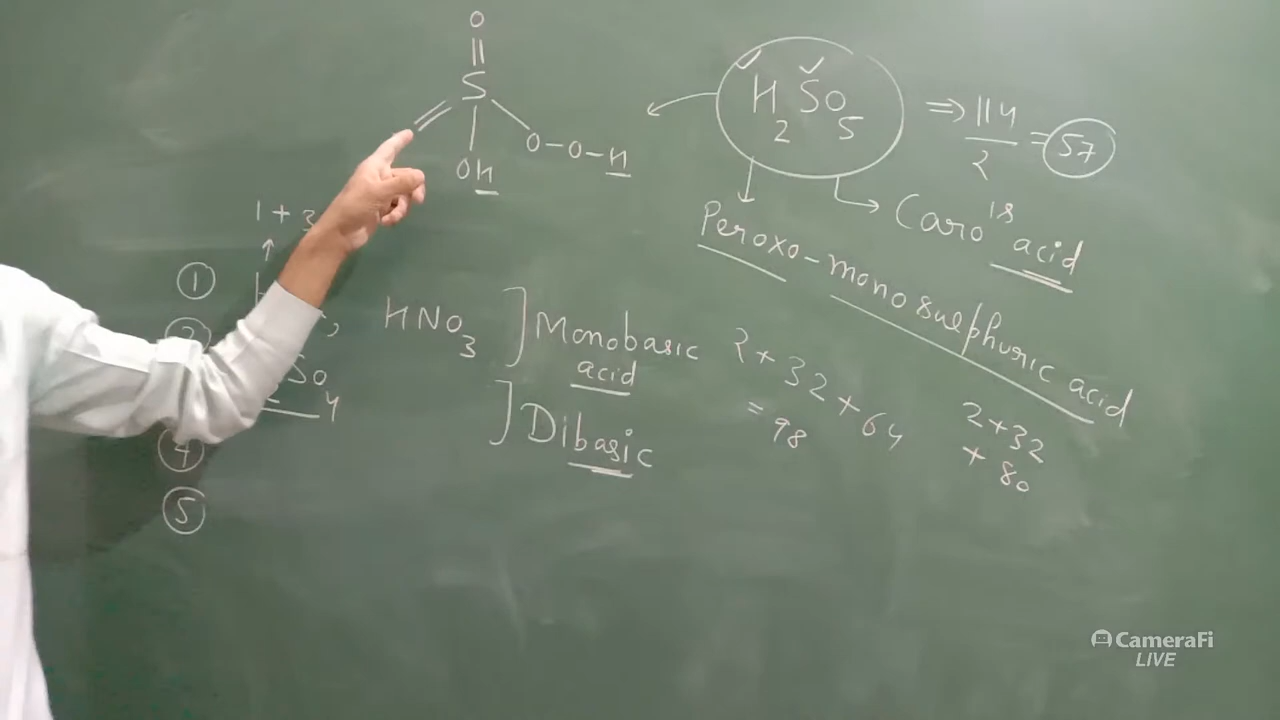 O
||
S
OH
O-O-H
H2SO5
⇒ 114/2 = 57
Caro's acid
Peroxo-monosulphuric acid
1+3
①
HNO3 ] Monobasic
acid
SO4
] Dibasic
2+32+64
=98
2+32
+80
④
⑤
CameraFi
LIVE